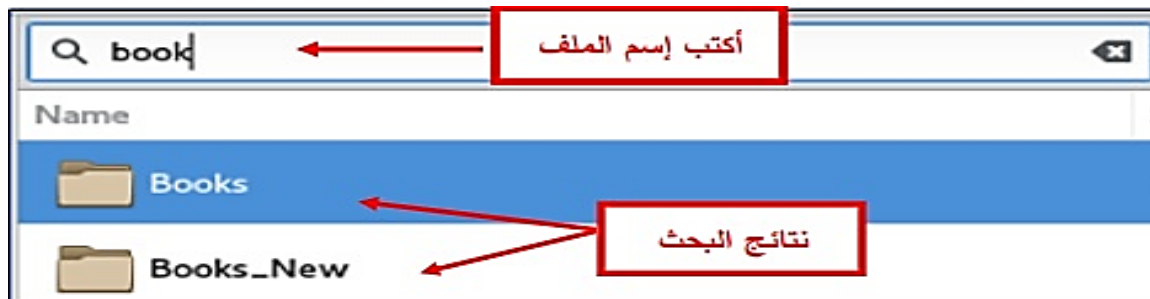 book
أكتب إسم الملف
Name
Books
نتائج البحث
Books_New